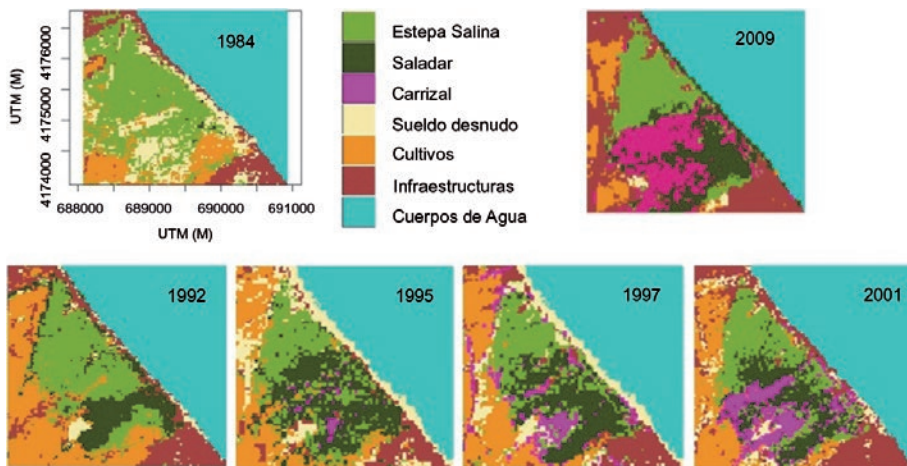 1984
UTM (M)
4176000
4175000
4174000
688000
689000
690000
691000
UTM (M)
Estepa Salina
Saladar
Carrizal
Sueldo desnudo
Cultivos
Infraestructuras
Cuerpos de Agua
2009
1992
1995
1997
2001